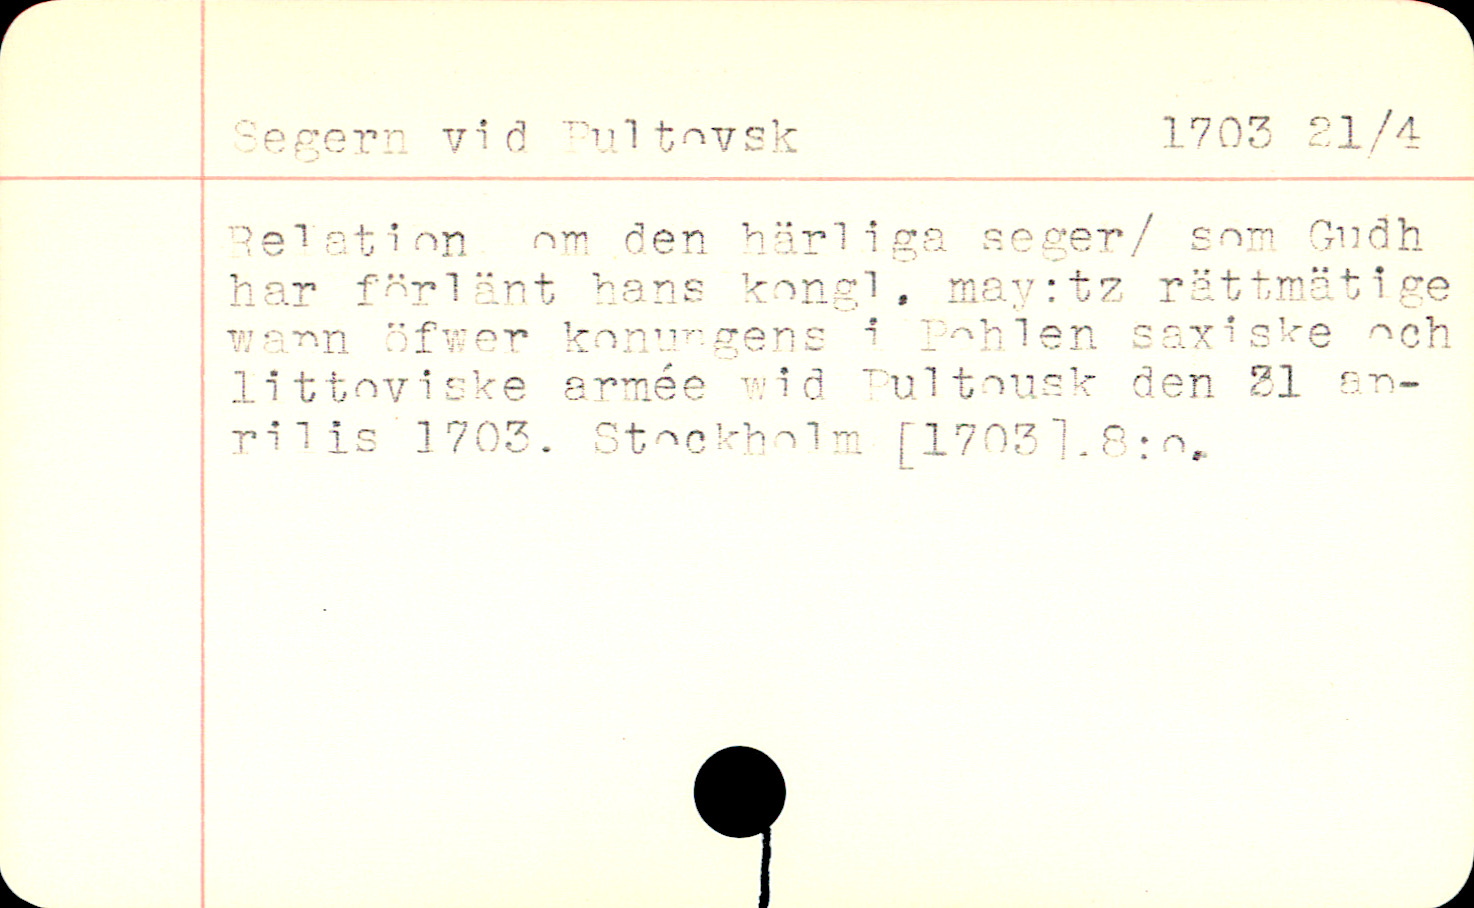 Segern vid Pultovsk 1703 21/4
Relation om den härliga seger/ som Gudh
har förlänt hans kongl. may:tz rättmätige
wapn öfwer konungens i Pohlen saxiske och
littoviske armée wid Pultousk den 21 ap-
rilis 1703. Stockholm [1703].8:o.